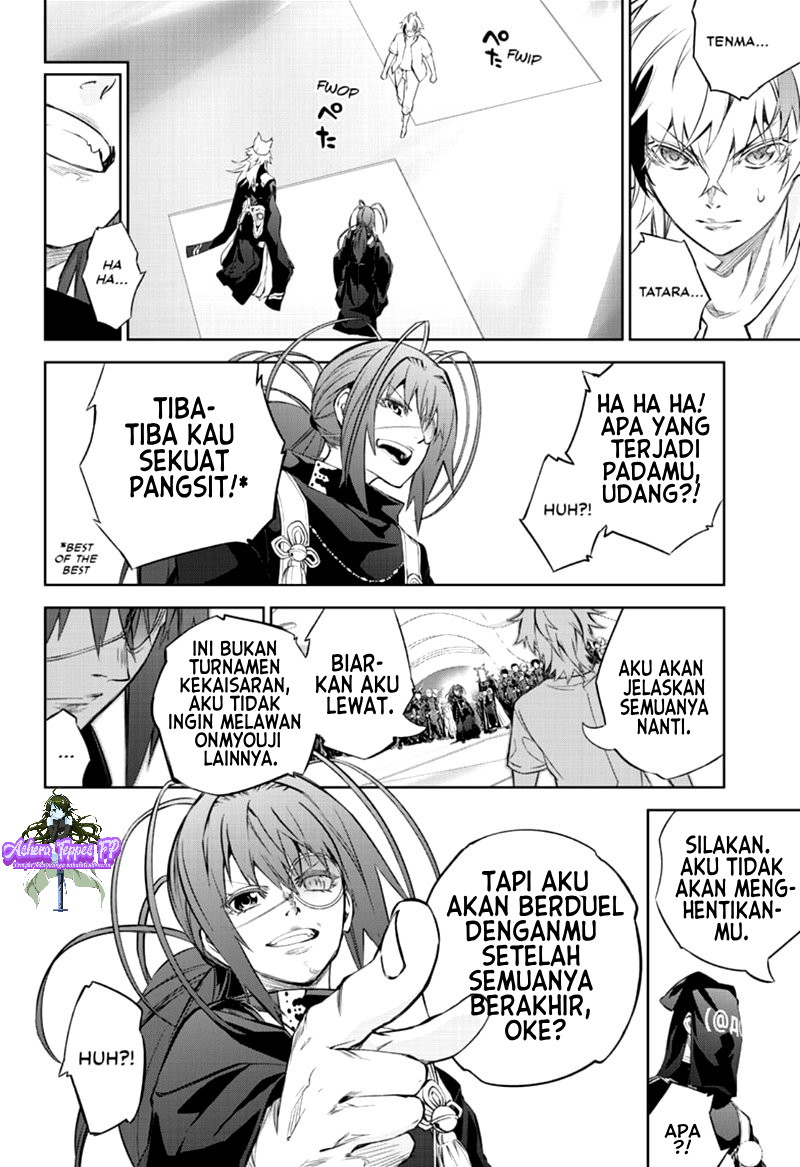 TENMA...
TATARA...
ぺた
FWIP
FWOP
ぺた
HA
HA...
HA HA HA!
APA YANG
TERJADI
PADAMU,
UDANG?!
HUH?!
TIBA-
TIBA KAU
SEKUAT
PANGSIT!*
*BEST
OF THE
BEST
AKU AKAN
JELASKAN
SEMUANYA
NANTI.
BIAR-
KAN AKU
LEWAT.
INI BUKAN
TURNAMEN
KEKAISARAN,
AKU TIDAK
INGIN MELAWAN
ONMYOUJI
LAINNYA.
...
SILAKAN.
AKU TIDAK
AKAN MENG-
HENTIKAN-
MU.
TAPI AKU
AKAN BERDUEL
DENGANMU
SETELAH
SEMUANYA
BERAKHIR,
OKE?
HUH?!
APA
?!
Achera Teppes FP